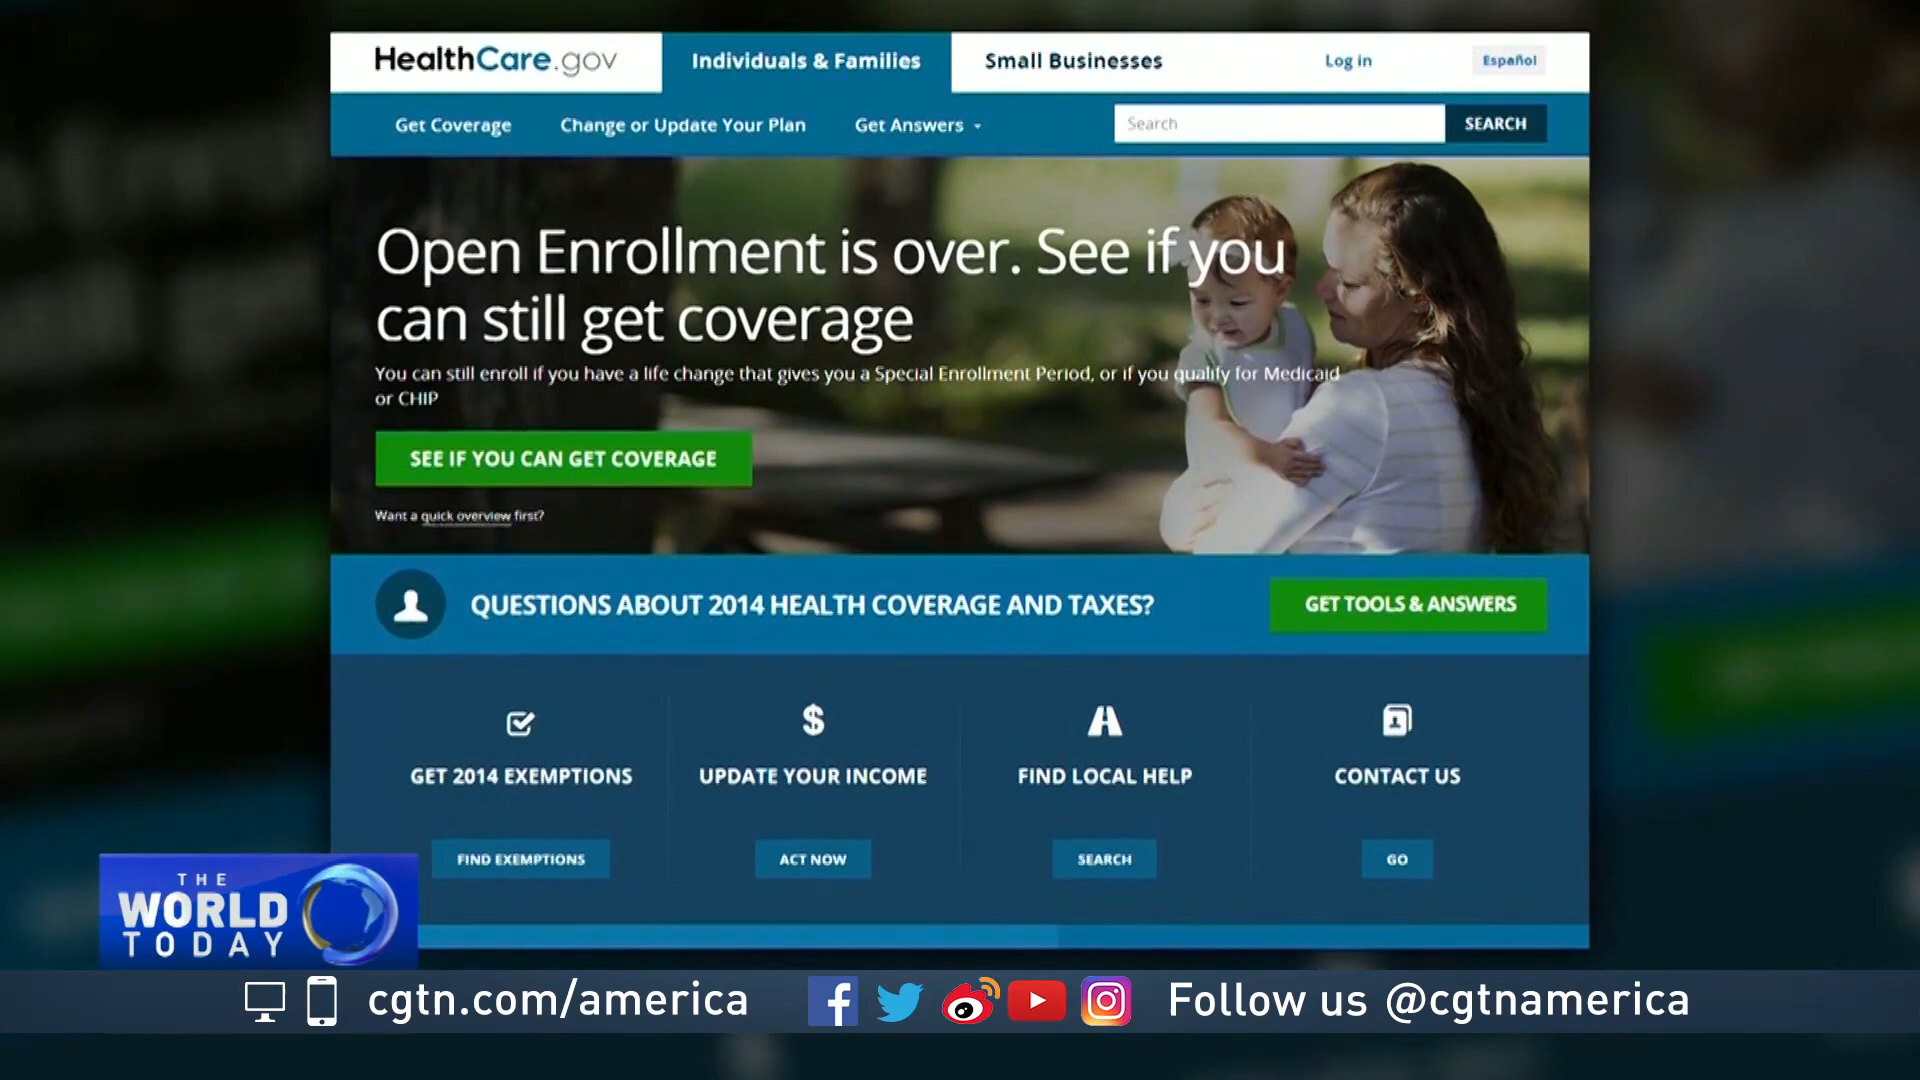 HealthCare.gov
Individuals & Families
Small Businesses
Log in
Español
Get Coverage
Change or Update Your Plan
Get Answers
Search
SEARCH
Open Enrollment is over. See if you
can still get coverage
You can still enroll if you have a life change that gives you a Special Enrollment Period, or if you qualify for Medicaid
or CHIP
SEE IF YOU CAN GET COVERAGE
Want a quick overview first?
QUESTIONS ABOUT 2014 HEALTH COVERAGE AND TAXES?
GET TOOLS & ANSWERS
GET 2014 EXEMPTIONS
UPDATE YOUR INCOME
FIND LOCAL HELP
CONTACT US
FIND EXEMPTIONS
ACT NOW
SEARCH
GO
THE
WORLD
TODAY
cgtn.com/america
Follow us @cgtnamerica